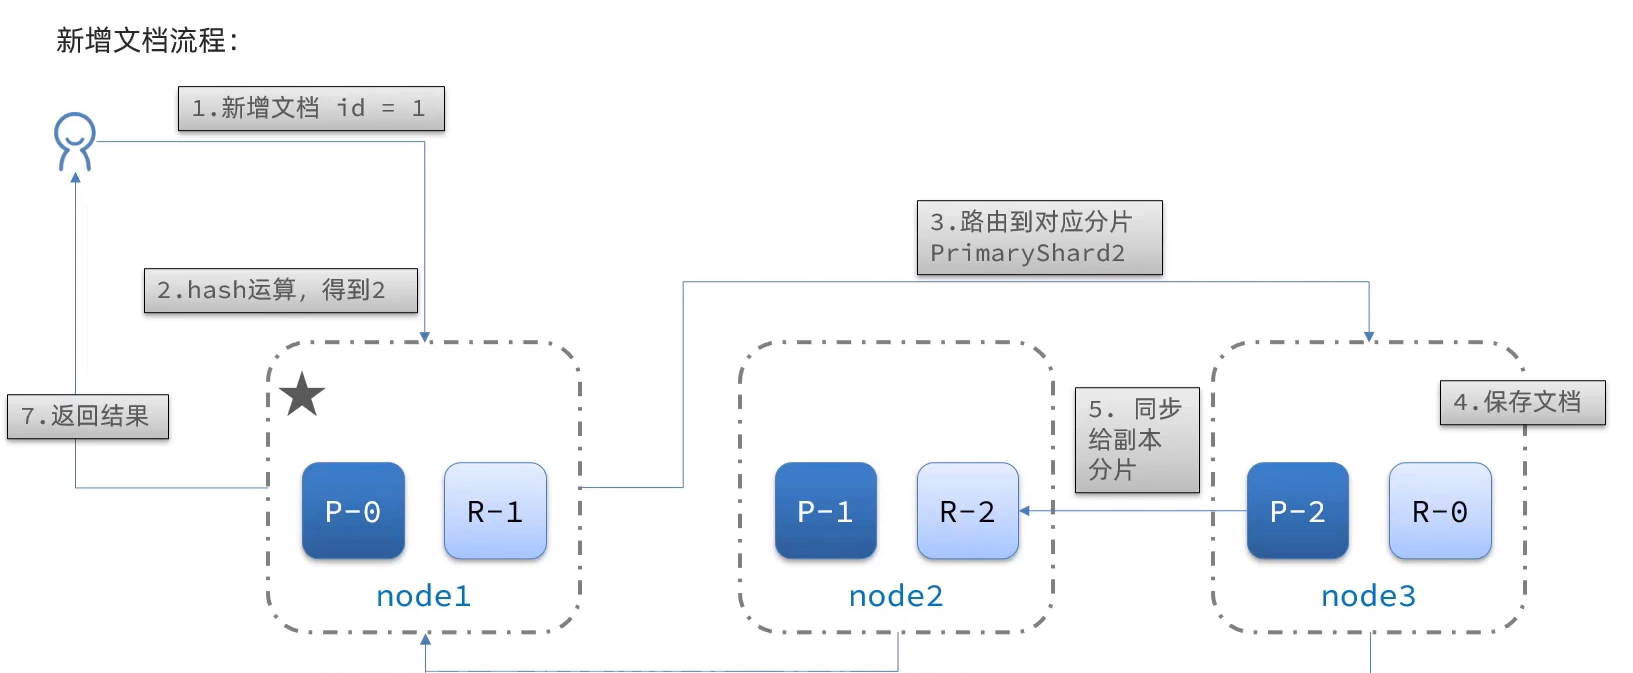 新增文档流程：
1.新增文档 id = 1
2.hash运算，得到2
3.路由到对应分片
PrimaryShard2
4.保存文档
5. 同步
给副本
分片
7.返回结果
P-0
R-1
P-1
R-2
P-2
R-0
node1
node2
node3